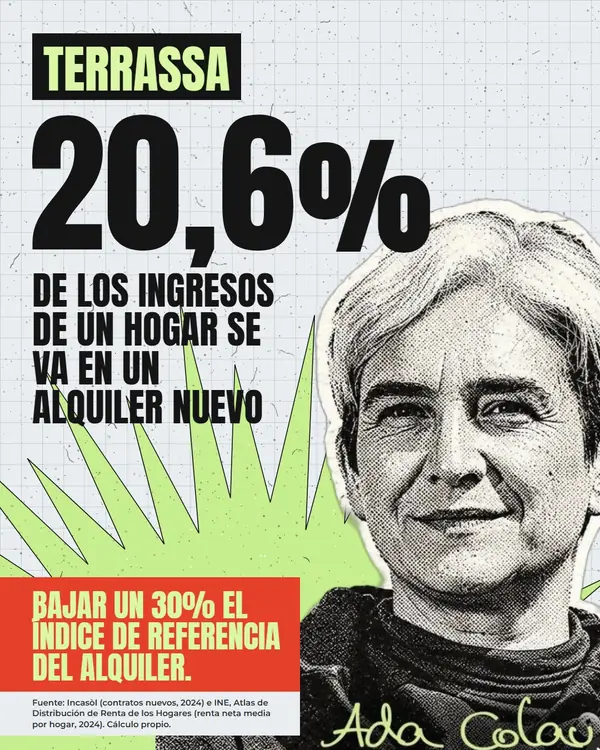 TERRASSA
20,6%
DE LOS INGRESOS
DE UN HOGAR SE
VA EN UN
ALQUILER NUEVO
BAJAR UN 30% EL
ÍNDICE DE REFERENCIA
DEL ALQUILER.
Fuente: Incasòl (contratos nuevos, 2024) e INE, Atlas de
Distribución de Renta de los Hogares (renta neta media
por hogar, 2024). Cálculo propio.
Ada Colau